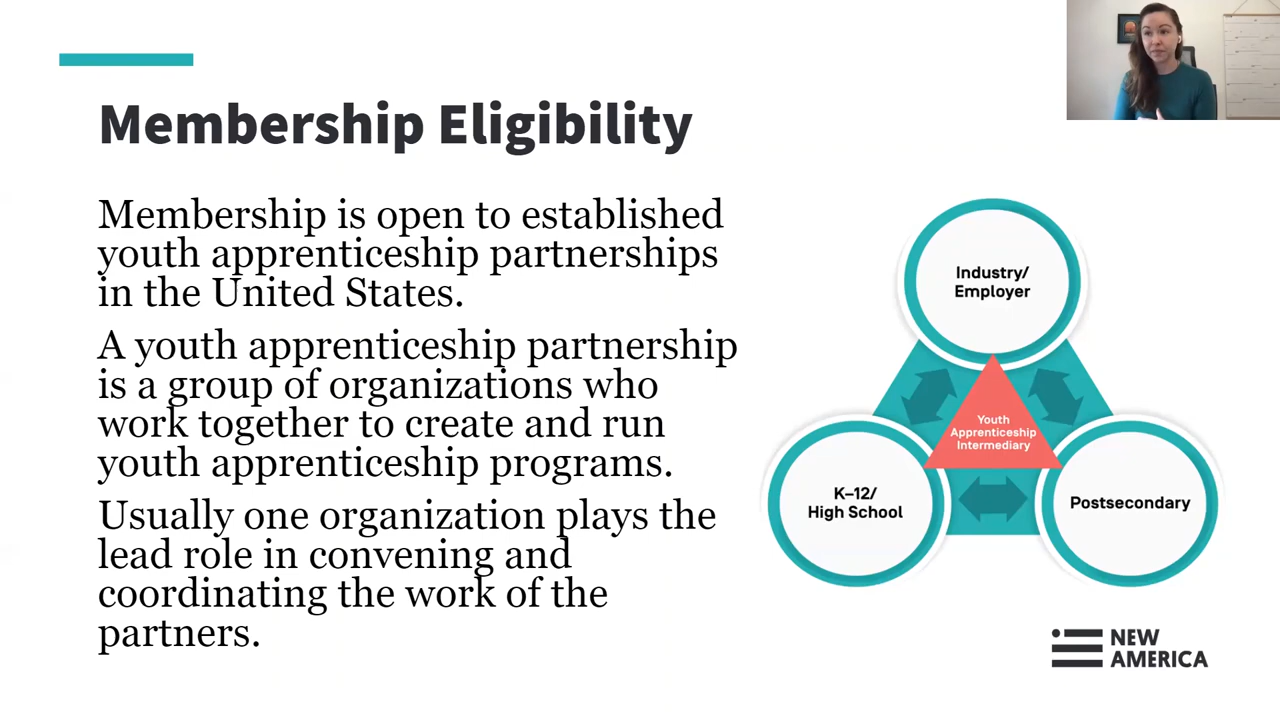 Membership Eligibility
Membership is open to established
youth apprenticeship partnerships
in the United States.
A youth apprenticeship partnership
is a group of organizations who
work together to create and run
youth apprenticeship programs.
Usually one organization plays the
lead role in convening and
coordinating the work of the
partners.
Industry/
Employer
Youth
Apprenticeship
Intermediary
K–12/
High School
Postsecondary
NEW
AMERICA